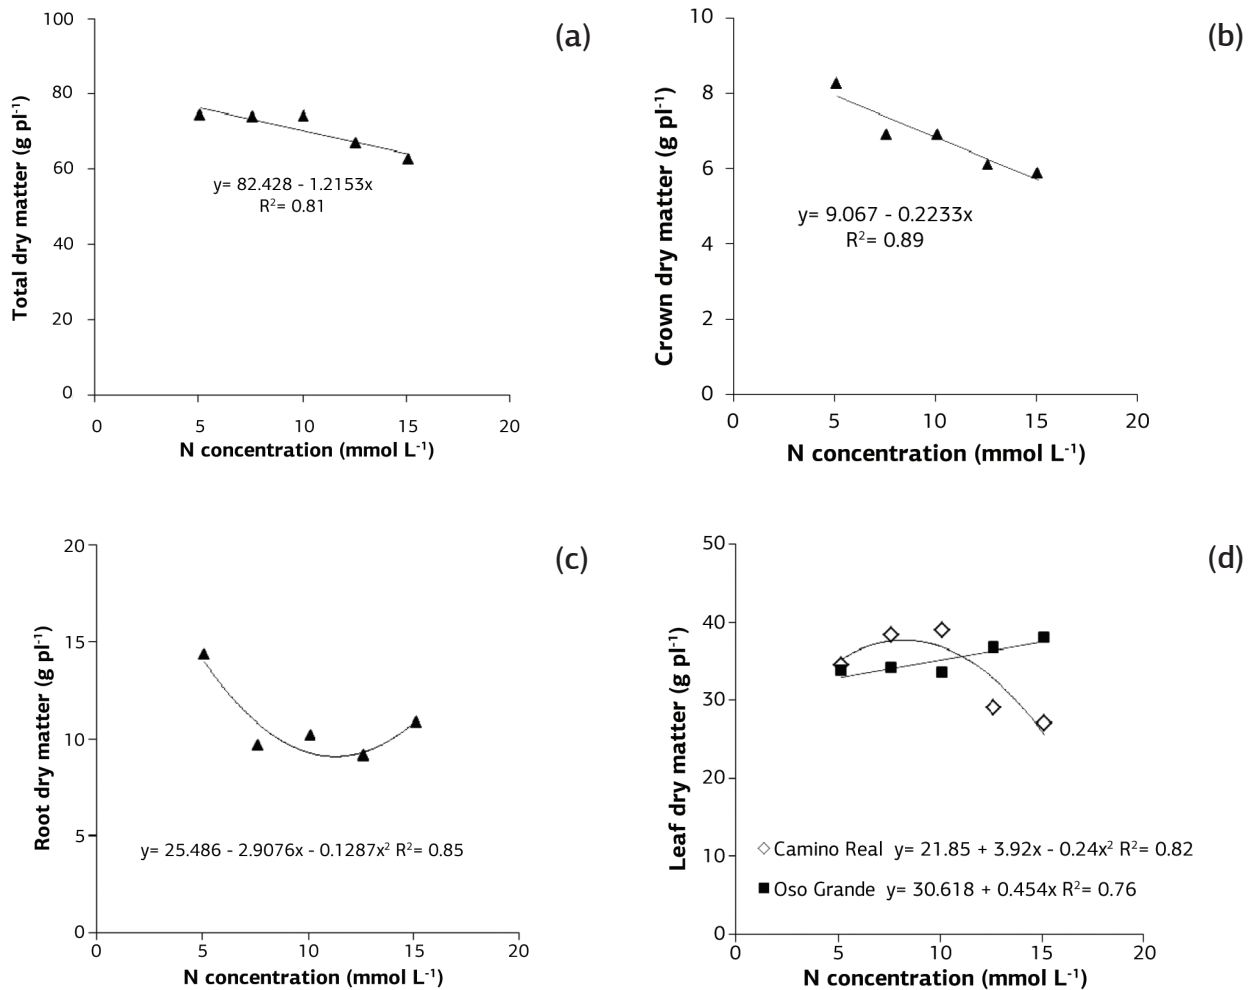 (a)
Total dry matter (g pl⁻¹)
100
80
60
40
20
0
y= 82.428 - 1.2153x
R²= 0.81
0 5 10 15 20
N concentration (mmol L⁻¹)
(b)
Crown dry matter (g pl⁻¹)
10
8
6
4
2
0
y= 9.067 - 0.2233x
R²= 0.89
0 5 10 15 20
N concentration (mmol L⁻¹)
(c)
Root dry matter (g pl⁻¹)
20
15
10
5
0
y= 25.486 - 2.9076x - 0.1287x² R²= 0.85
0 5 10 15 20
N concentration (mmol L⁻¹)
(d)
Leaf dry matter (g pl⁻¹)
50
40
30
20
10
0
Camino Real y= 21.85 + 3.92x - 0.24x² R²= 0.82
Oso Grande y= 30.618 + 0.454x R²= 0.76
0 5 10 15 20
N concentration (mmol L⁻¹)